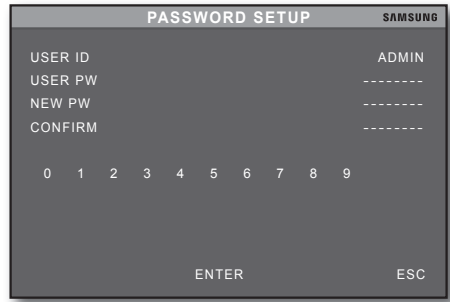 PASSWORD SETUP SAMSUNG
USER ID ADMIN
USER PW --------
NEW PW --------
CONFIRM --------
0 1 2 3 4 5 6 7 8 9
ENTER ESC